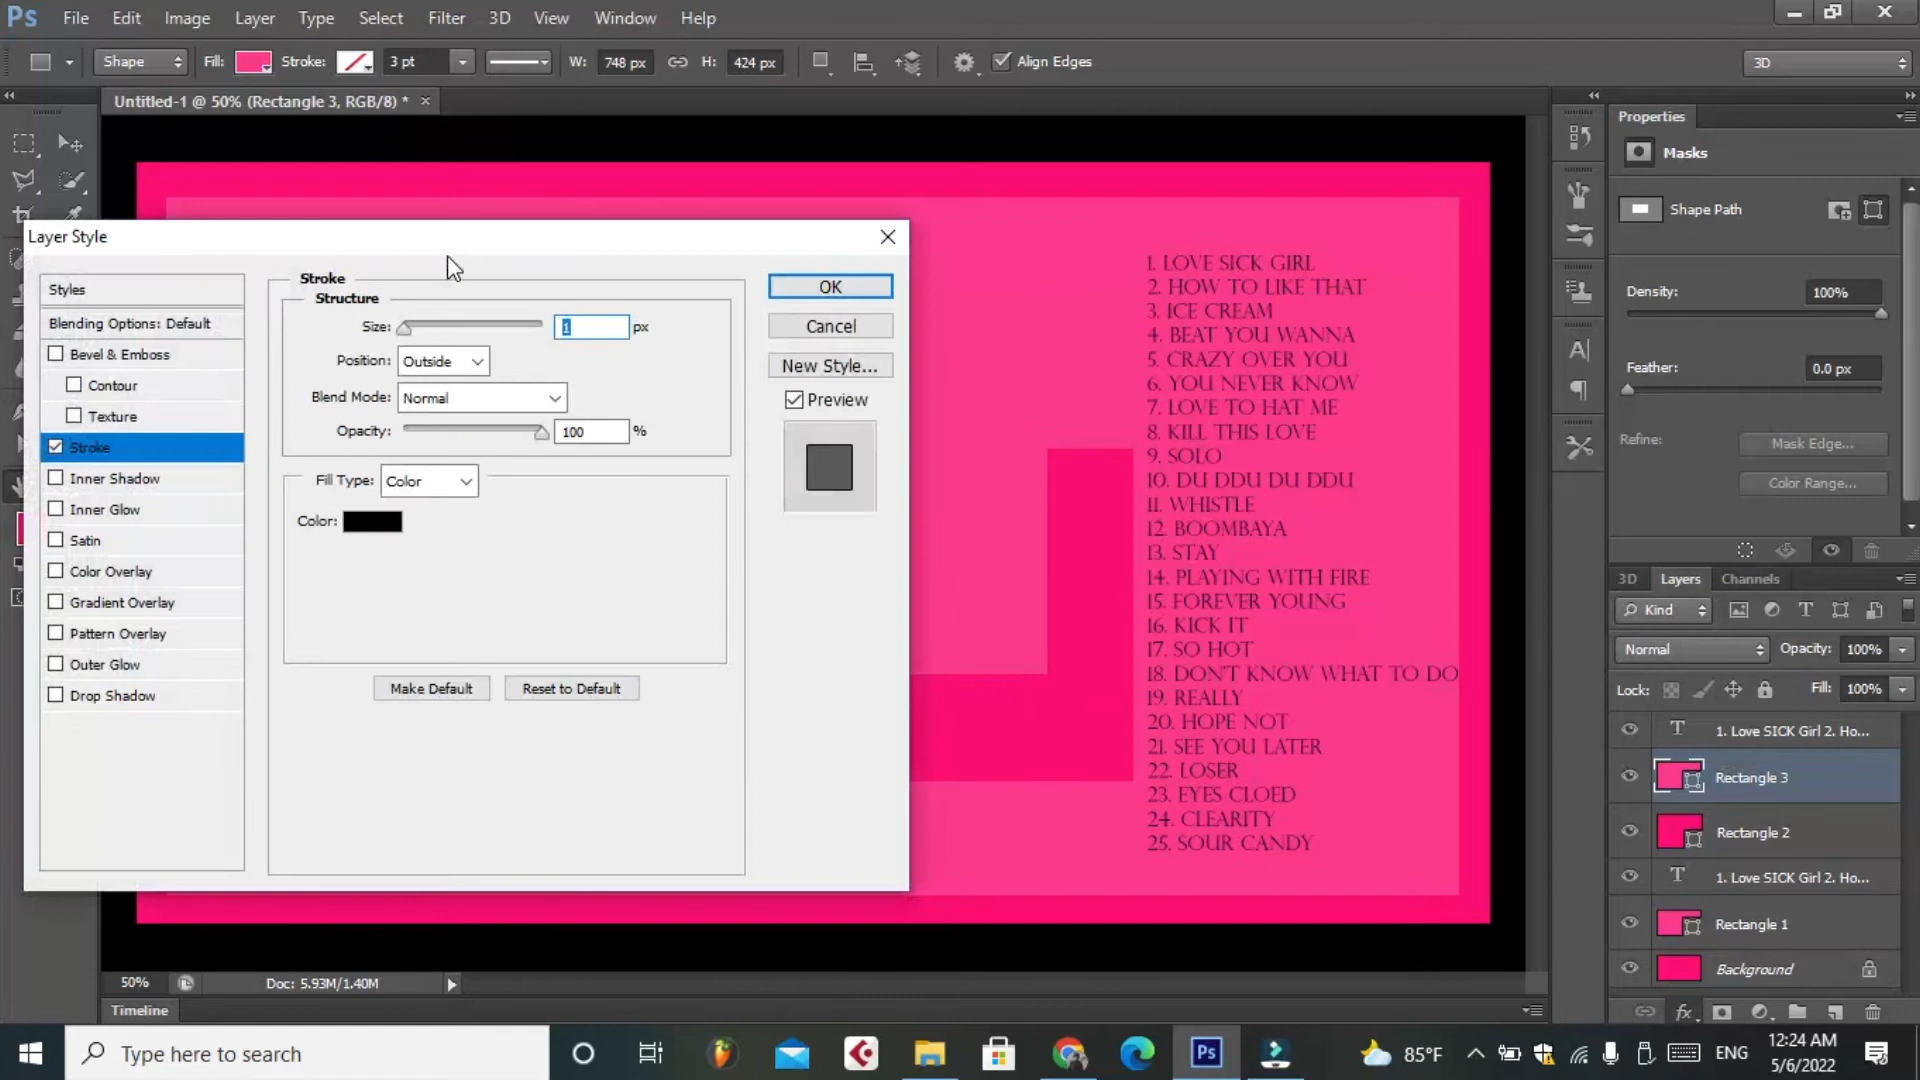 Ps File Edit Image Layer Type Select Filter 3D View Window Help
Shape Fill: Stroke: 3 pt W: 748 px H: 424 px Align Edges 3D
Untitled-1 @ 50% (Rectangle 3, RGB/8) * ×
Layer Style
Styles
Blending Options: Default
Bevel & Emboss
Contour
Texture
Stroke
Inner Shadow
Inner Glow
Satin
Color Overlay
Gradient Overlay
Pattern Overlay
Outer Glow
Drop Shadow
Stroke
Structure
Size: 1 px
Position: Outside
Blend Mode: Normal
Opacity: 100 %
Fill Type: Color
Color:
Make Default Reset to Default
OK
Cancel
New Style...
Preview
1. LOVE SICK GIRL
2. HOW TO LIKE THAT
3. ICE CREAM
4. BEAT YOU WANNA
5. CRAZY OVER YOU
6. YOU NEVER KNOW
7. LOVE TO HAT ME
8. KILL THIS LOVE
9. SOLO
10. DU DDU DU DDU
11. WHISTLE
12. BOOMBAYA
13. STAY
14. PLAYING WITH FIRE
15. FOREVER YOUNG
16. KICK IT
17. SO HOT
18. DON'T KNOW WHAT TO DO
19. REALLY
20. HOPE NOT
21. SEE YOU LATER
22. LOSER
23. EYES CLOED
24. CLEARITY
25. SOUR CANDY
Properties
Masks
Shape Path
Density: 100%
Feather: 0.0 px
Refine: Mask Edge...
Color Range...
3D Layers Channels
Kind
Normal Opacity: 100%
Lock: Fill: 100%
1. Love SICK Girl 2. Ho...
Rectangle 3
Rectangle 2
1. Love SICK Girl 2. Ho...
Rectangle 1
Background
50% Doc: 5.93M/1.40M
Timeline
Type here to search
Ps
85°F ENG
12:24 AM
5/6/2022